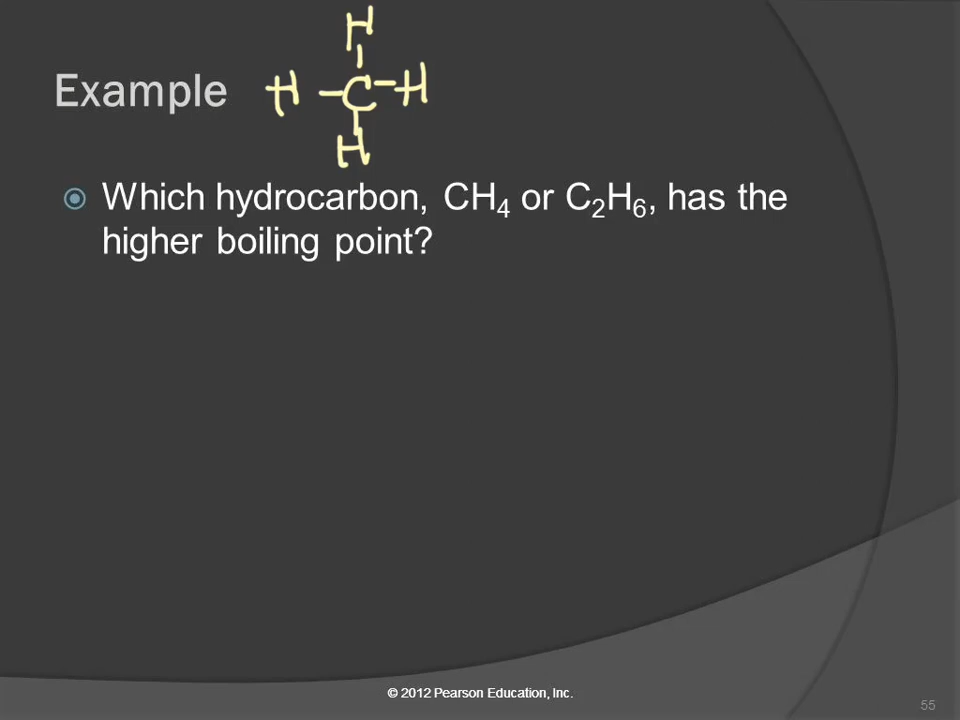 H
Example
H -C-H
H
Which hydrocarbon, CH₄ or C₂H₆, has the
higher boiling point?
© 2012 Pearson Education, Inc.
55